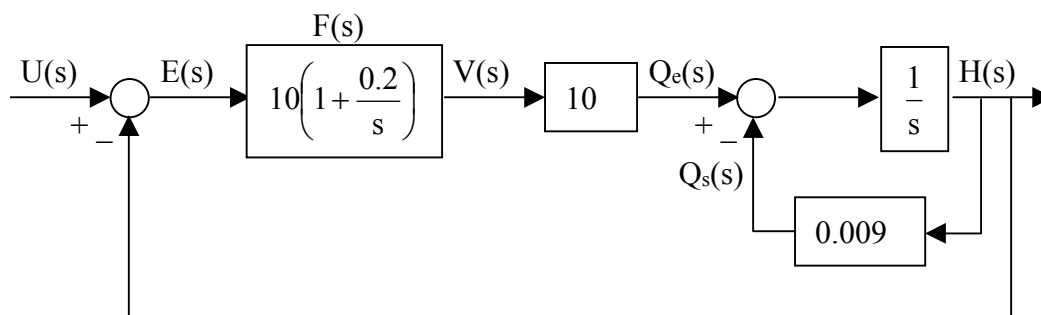 F(s)
U(s) E(s) V(s) Qe(s) H(s)
10(1 + 0.2/s) 10 1/s
+ − + −
Qs(s)
0.009